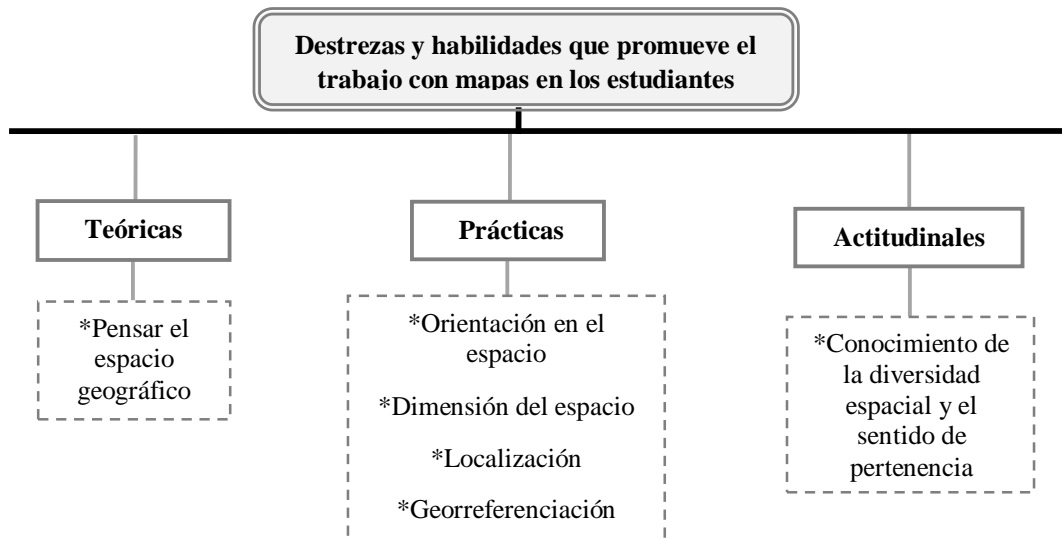 Destrezas y habilidades que promueve el
trabajo con mapas en los estudiantes
Teóricas
*Pensar el
espacio
geográfico
Prácticas
*Orientación en el
espacio
*Dimensión del espacio
*Localización
*Georreferenciación
Actitudinales
*Conocimiento de
la diversidad
espacial y el
sentido de
pertenencia